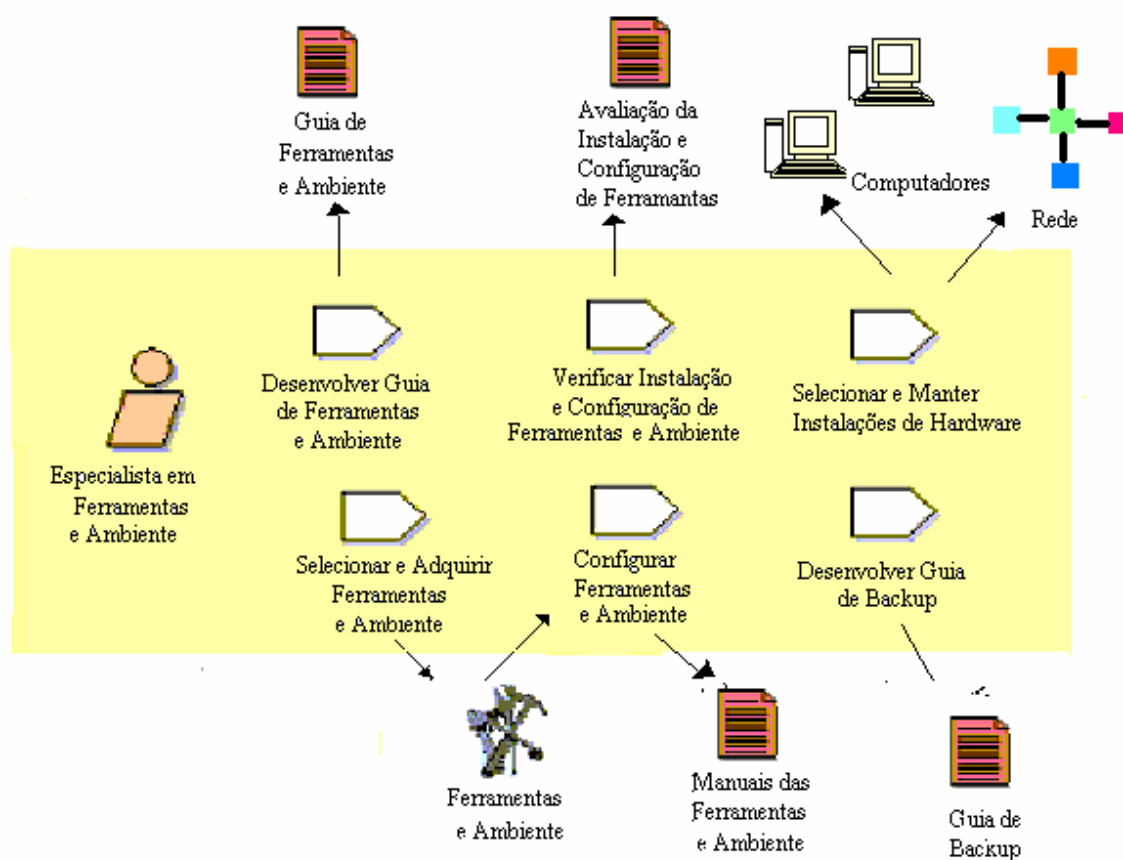 Guia de
Ferramentas
e Ambiente
Avaliação da
Instalação e
Configuração
de Ferramantas
Computadores
Rede
Especialista em
Ferramentas
e Ambiente
Desenvolver Guia
de Ferramentas
e Ambiente
Verificar Instalação
e Configuração de
Ferramentas e Ambiente
Selecionar e Manter
Instalações de Hardware
Selecionar e Adquirir
Ferramentas
e Ambiente
Configurar
Ferramentas
e Ambiente
Desenvolver Guia
de Backup
Ferramentas
e Ambiente
Manuais das
Ferramentas
e Ambiente
Guia de
Backup